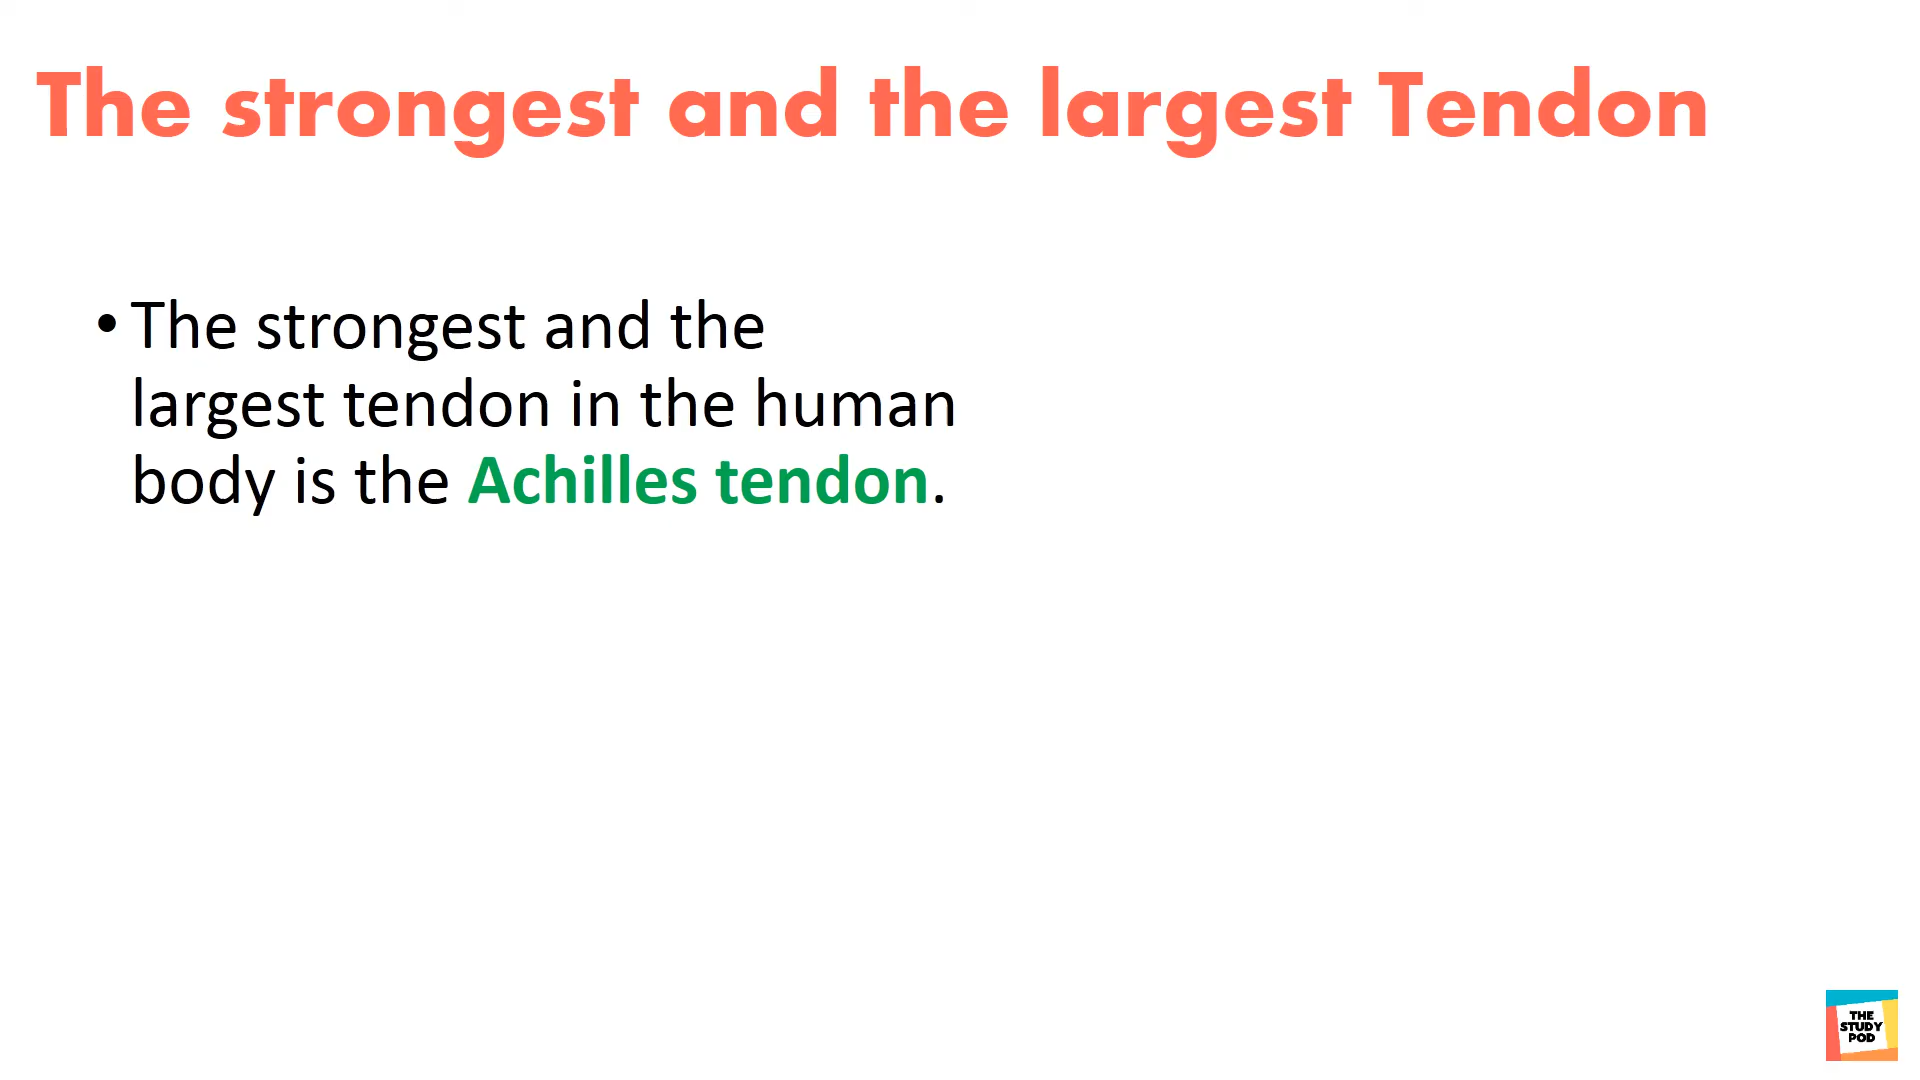 The strongest and the largest Tendon
• The strongest and the
largest tendon in the human
body is the Achilles tendon.
THE
STUDY
POD